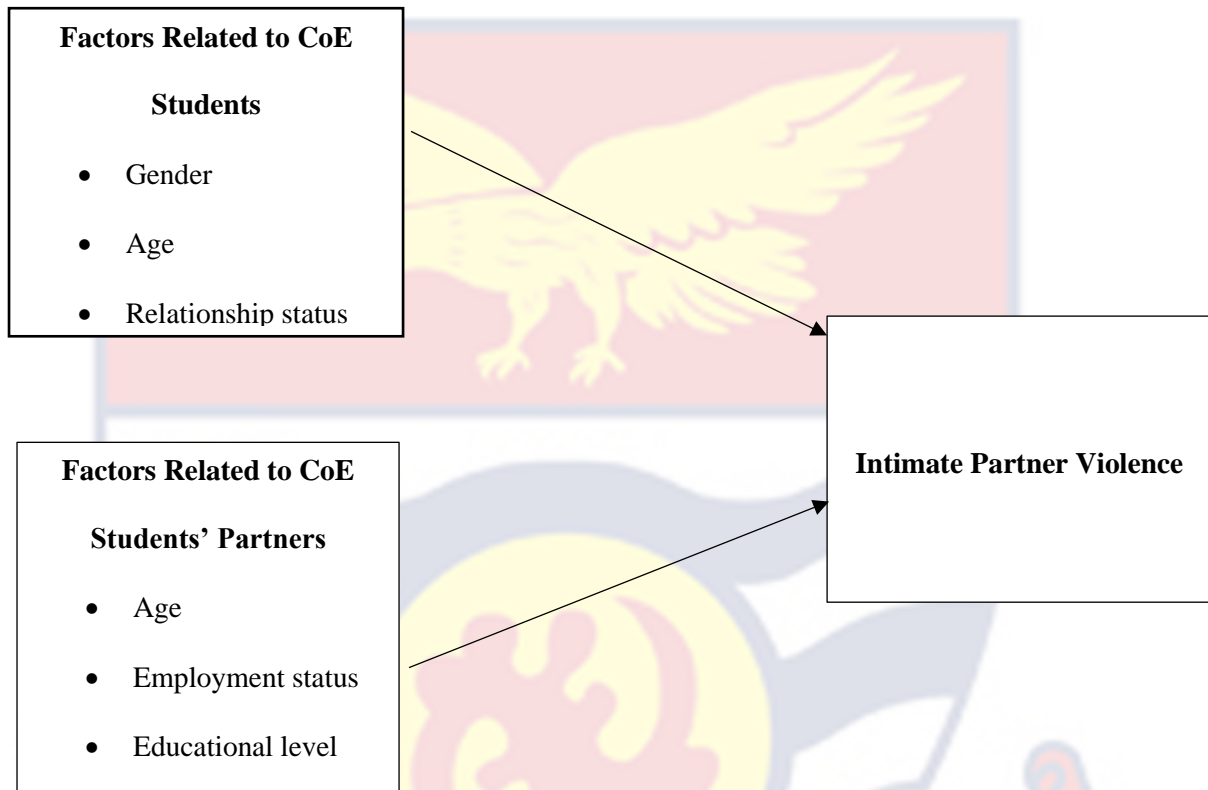 Factors Related to CoE
Students
• Gender
• Age
• Relationship status
Factors Related to CoE
Students’ Partners
• Age
• Employment status
• Educational level
Intimate Partner Violence